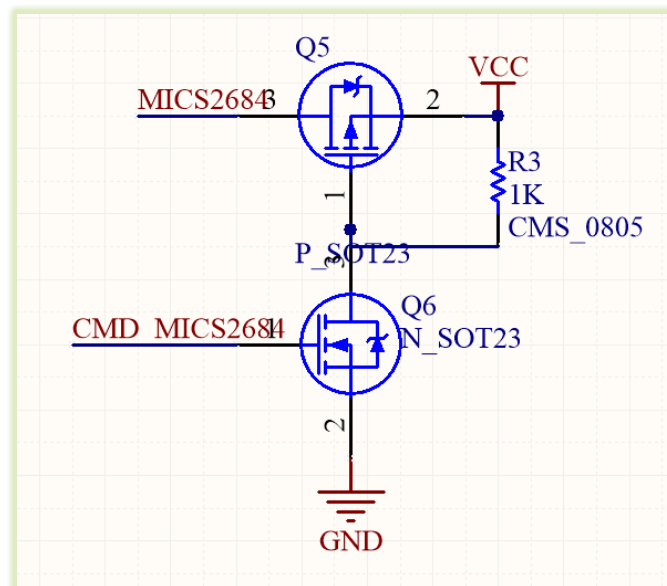 Q5
VCC
MICS2684
3
2
R3
1K
1
CMS_0805
P_SOT23
3
Q6
CMD_MICS2684
1
N_SOT23
2
GND